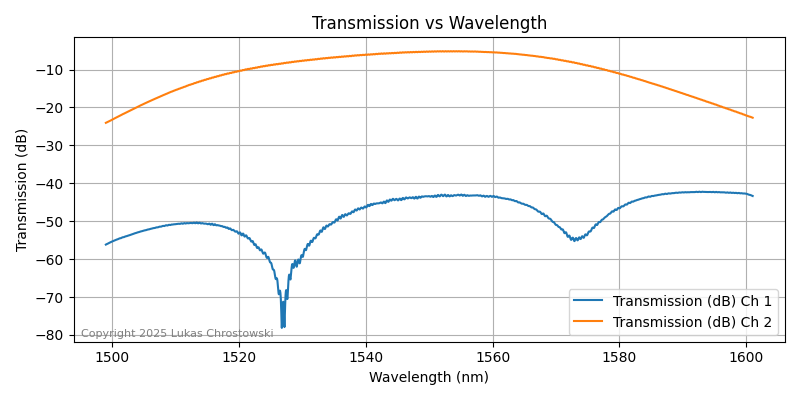 Transmission vs Wavelength
Transmission (dB)
−10
−20
−30
−40
−50
−60
−70
−80
Transmission (dB) Ch 1
Transmission (dB) Ch 2
Copyright 2025 Lukas Chrostowski
1500 1520 1540 1560 1580 1600
Wavelength (nm)